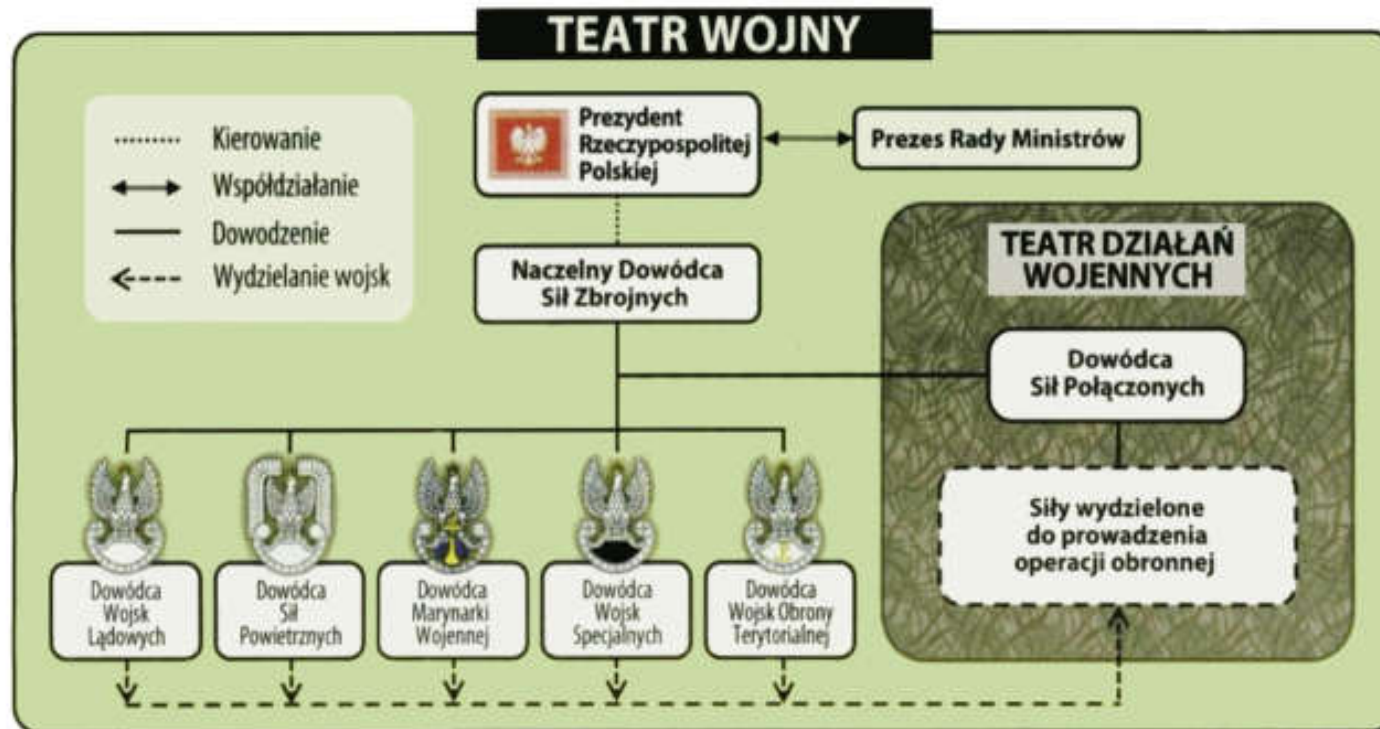 TEATR WOJNY
Kierowanie
Współdziałanie
Dowodzenie
Wydzielanie wojsk
Prezydent
Rzeczypospolitej
Polskiej
Prezes Rady Ministrów
Naczelny Dowódca
Sił Zbrojnych
TEATR DZIAŁAŃ
WOJENNYCH
Dowódca
Sił Połączonych
Siły wydzielone
do prowadzenia
operacji obronnej
Dowódca
Wojsk
Lądowych
Dowódca
Sił
Powietrznych
Dowódca
Marynarki
Wojennej
Dowódca
Wojsk
Specjalnych
Dowódca
Wojsk Obrony
Terytorialnej